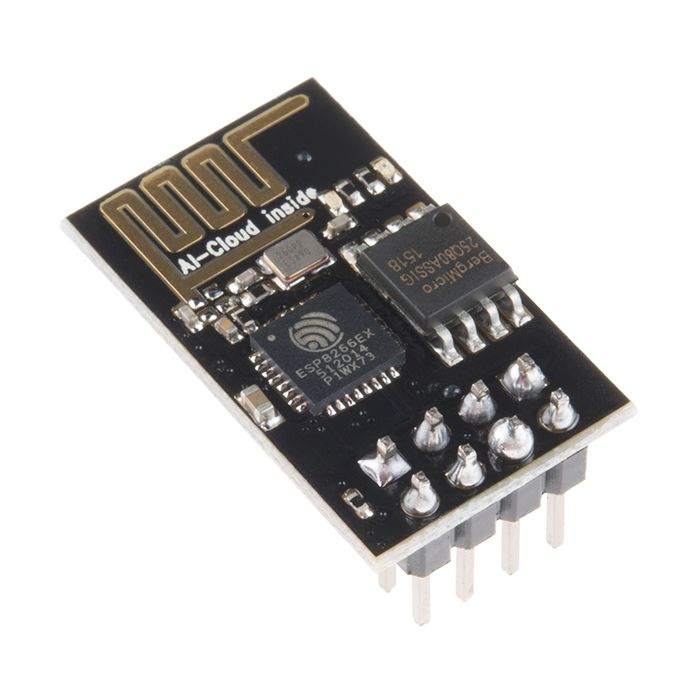 AI-Cloud inside
BergMicro
25Q80ASSIG
1518
ESP8266EX
512014
P1WX73